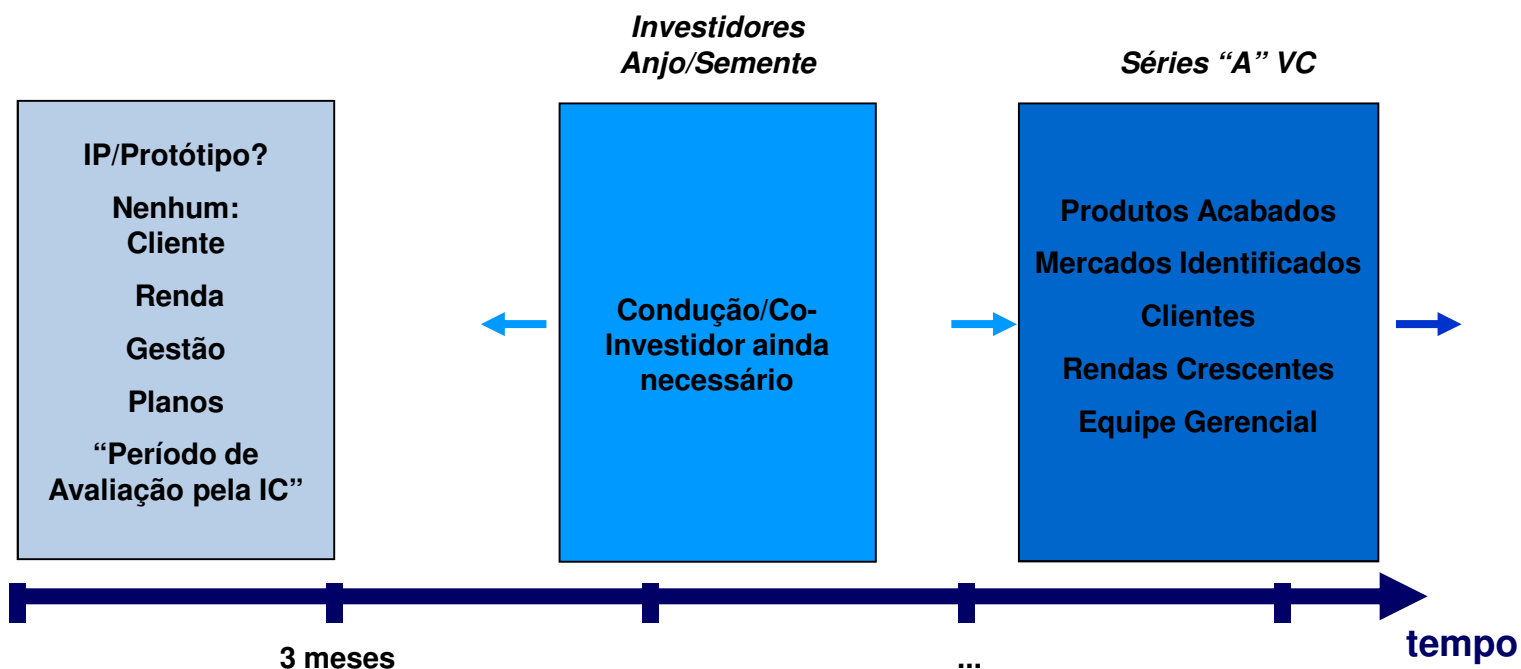 Investidores
Anjo/Semente
Séries “A” VC
IP/Protótipo?
Nenhum:
Cliente
Renda
Gestão
Planos
“Período de
Avaliação pela IC”
Condução/Co-
Investidor ainda
necessário
Produtos Acabados
Mercados Identificados
Clientes
Rendas Crescentes
Equipe Gerencial
tempo
3 meses
...